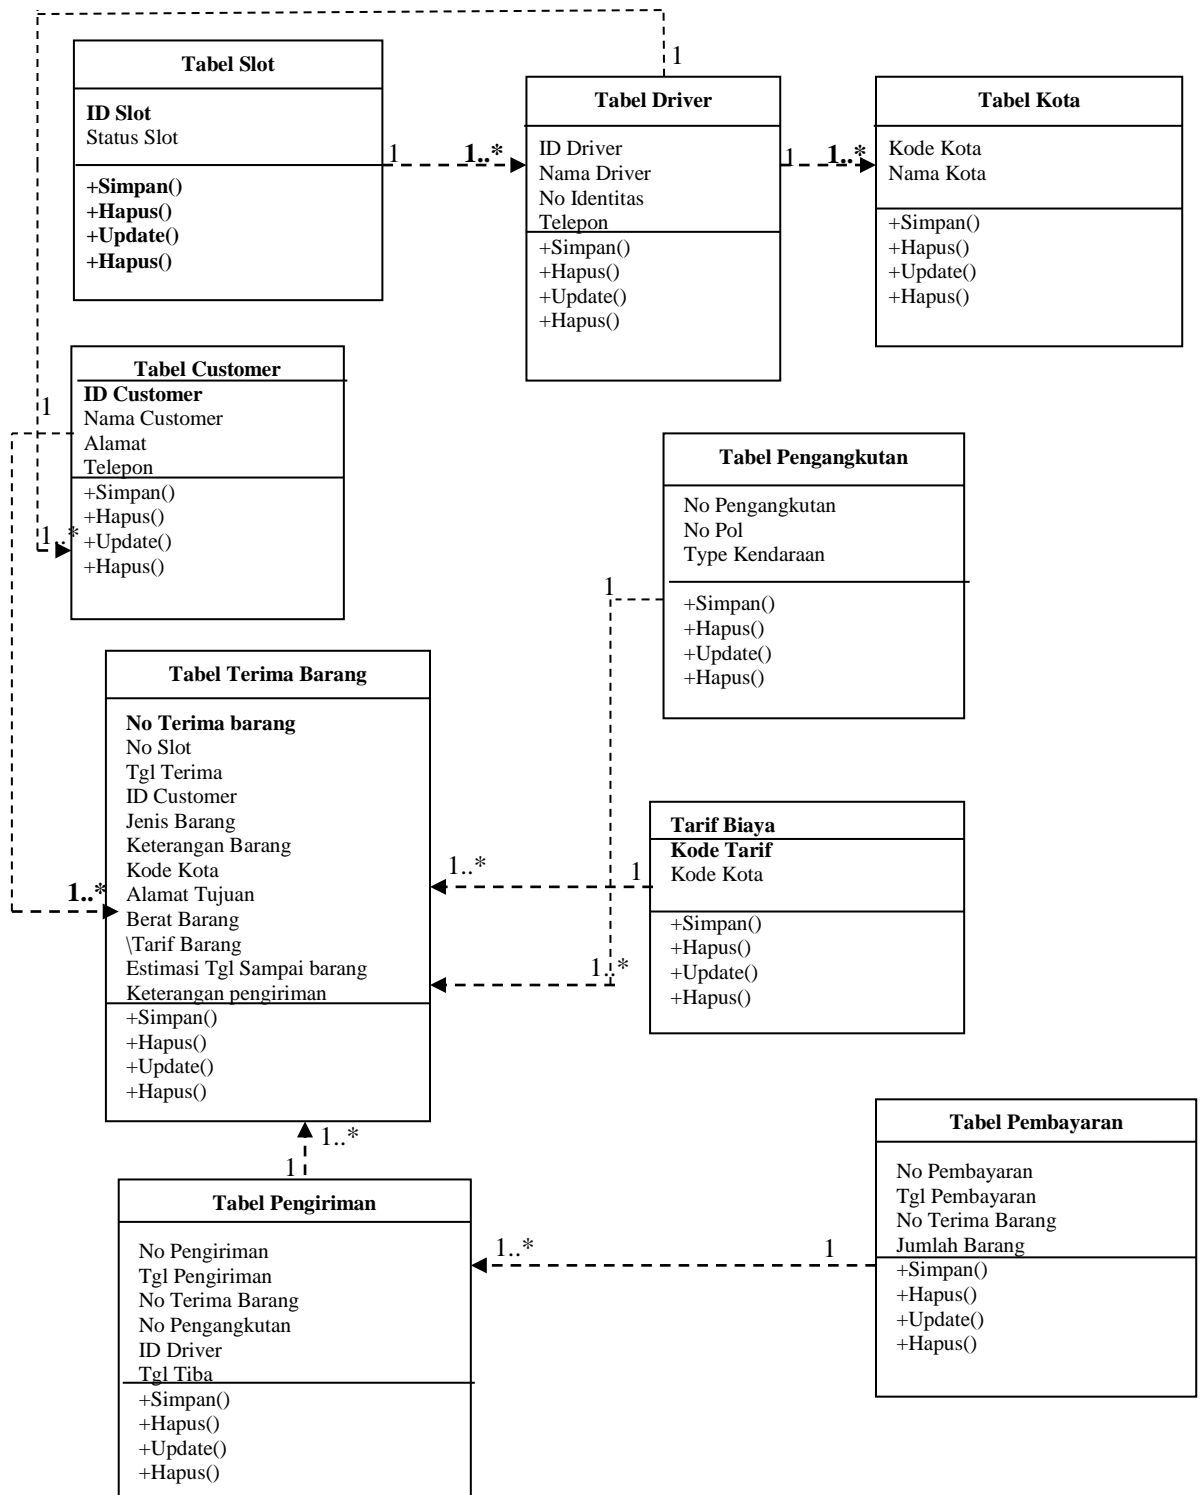 1
Tabel Slot
ID Slot
Status Slot
+Simpan()
+Hapus()
+Update()
+Hapus()
1
1..*
Tabel Driver
ID Driver
Nama Driver
No Identitas
Telepon
+Simpan()
+Hapus()
+Update()
+Hapus()
1
1..*
Tabel Kota
Kode Kota
Nama Kota
+Simpan()
+Hapus()
+Update()
+Hapus()
Tabel Customer
ID Customer
Nama Customer
Alamat
Telepon
+Simpan()
+Hapus()
+Update()
+Hapus()
1
1..*
Tabel Pengangkutan
No Pengangkutan
No Pol
Type Kendaraan
+Simpan()
+Hapus()
+Update()
+Hapus()
1
Tabel Terima Barang
No Terima barang
No Slot
Tgl Terima
ID Customer
Jenis Barang
Keterangan Barang
Kode Kota
Alamat Tujuan
Berat Barang
\Tarif Barang
Estimasi Tgl Sampai barang
Keterangan pengiriman
+Simpan()
+Hapus()
+Update()
+Hapus()
1..*
1..*
1
1..*
Tarif Biaya
Kode Tarif
Kode Kota
+Simpan()
+Hapus()
+Update()
+Hapus()
1..*
1
Tabel Pengiriman
No Pengiriman
Tgl Pengiriman
No Terima Barang
No Pengangkutan
ID Driver
Tgl Tiba
+Simpan()
+Hapus()
+Update()
+Hapus()
1..*
1
Tabel Pembayaran
No Pembayaran
Tgl Pembayaran
No Terima Barang
Jumlah Barang
+Simpan()
+Hapus()
+Update()
+Hapus()